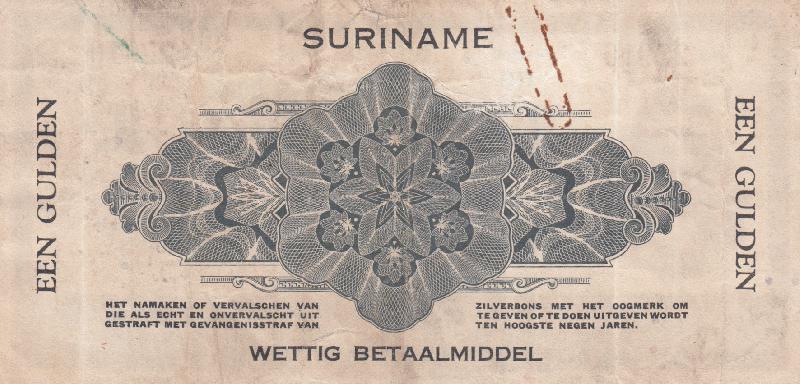 SURINAME
EEN GULDEN
EEN GULDEN
HET NAMAKEN OF VERVALSCHEN VAN ZILVERBONS MET HET OOGMERK OM
DIE ALS ECHT EN ONVERVALSCHT UIT TE GEVEN OF TE DOEN UITGEVEN WORDT
GESTRAFT MET GEVANGENISSTRAF VAN TEN HOOGSTE NEGEN JAREN.
WETTIG BETAALMIDDEL